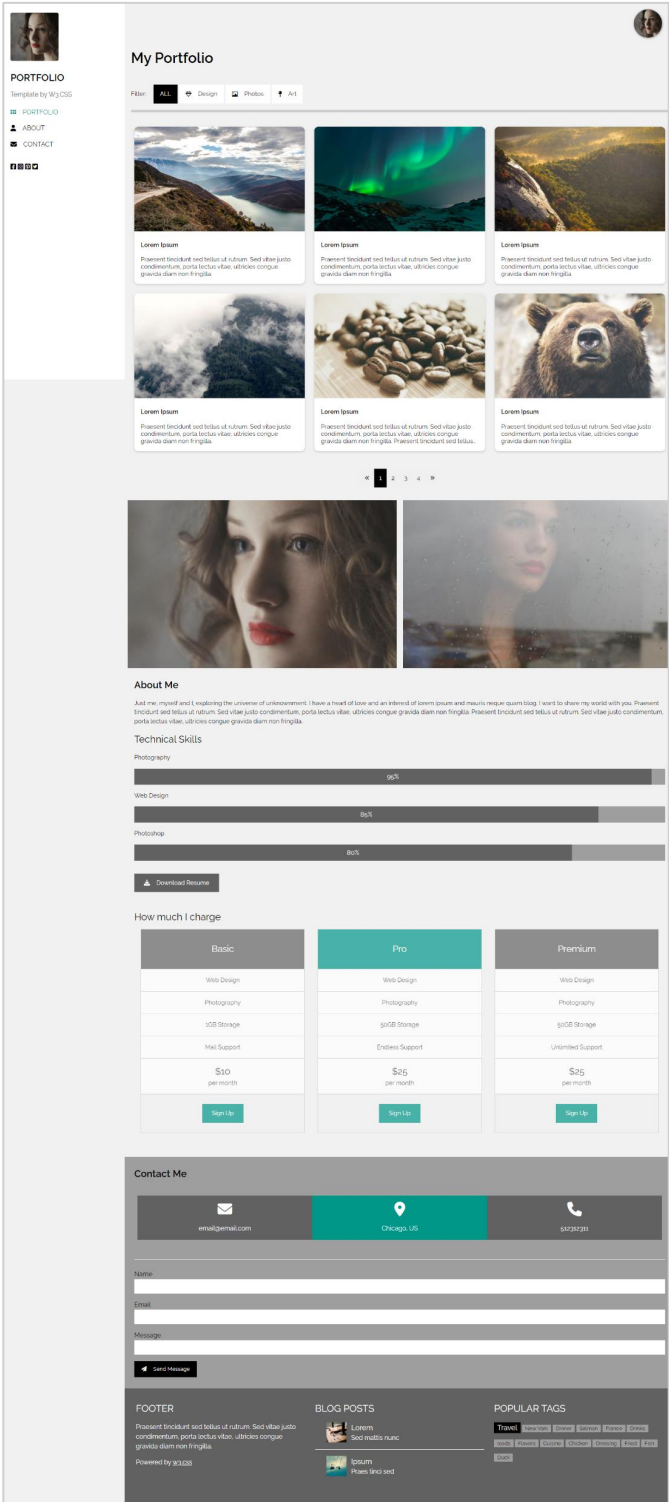 PORTFOLIO
Template by W3.CSS
PORTFOLIO
ABOUT
CONTACT
My Portfolio
Filter:
ALL
Design
Photos
Art
Lorem Ipsum
Praesent tincidunt sed tellus ut rutrum. Sed vitae justo
condimentum, porta lectus vitae, ultricies congue
gravida diam non fringilla.
Lorem Ipsum
Praesent tincidunt sed tellus ut rutrum. Sed vitae justo
condimentum, porta lectus vitae, ultricies congue
gravida diam non fringilla.
Lorem Ipsum
Praesent tincidunt sed tellus ut rutrum. Sed vitae justo
condimentum, porta lectus vitae, ultricies congue
gravida diam non fringilla.
Lorem Ipsum
Praesent tincidunt sed tellus ut rutrum. Sed vitae justo
condimentum, porta lectus vitae, ultricies congue
gravida diam non fringilla.
Lorem Ipsum
Praesent tincidunt sed tellus ut rutrum. Sed vitae justo
condimentum, porta lectus vitae, ultricies congue
gravida diam non fringilla. Praesent tincidunt sed tellus...
Lorem Ipsum
Praesent tincidunt sed tellus ut rutrum. Sed vitae justo
condimentum, porta lectus vitae, ultricies congue
gravida diam non fringilla.
« 1 2 3 4 »
About Me
Just me, myself and I, exploring the universe of unknownment. I have a heart of love and an interest of lorem ipsum and mauris neque quam blog. I want to share my world with you. Praesent
tincidunt sed tellus ut rutrum. Sed vitae justo condimentum, porta lectus vitae, ultricies congue gravida diam non fringilla. Praesent tincidunt sed tellus ut rutrum. Sed vitae justo condimentum,
porta lectus vitae, ultricies congue gravida diam non fringilla.
Technical Skills
Photography
95%
Web Design
85%
Photoshop
80%
Download Resume
How much I charge
Basic
Web Design
Photography
1GB Storage
Mail Support
$10
per month
Sign Up
Pro
Web Design
Photography
50GB Storage
Endless Support
$25
per month
Sign Up
Premium
Web Design
Photography
50GB Storage
Unlimited Support
$25
per month
Sign Up
Contact Me
email@email.com
Chicago, US
512312311
Name
Email
Message
Send Message
FOOTER
Praesent tincidunt sed tellus ut rutrum. Sed vitae justo
condimentum, porta lectus vitae, ultricies congue
gravida diam non fringilla.
Powered by w3.css
BLOG POSTS
Lorem
Sed mattis nunc
Ipsum
Praes tinci sed
POPULAR TAGS
Travel New York Dinner Salmon France Drinks
Flavors Cuisine Chicken Dressing Fried Fish
Duck